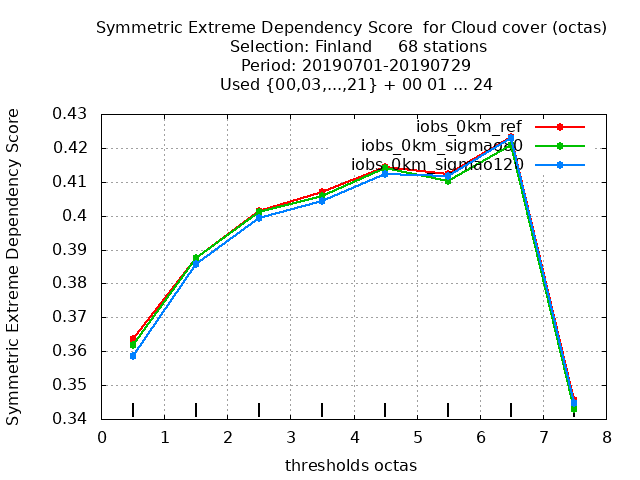 Symmetric Extreme Dependency Score for Cloud cover (octas)
Selection: Finland 68 stations
Period: 20190701-20190729
Used {00,03,...,21} + 00 01 ... 24
Symmetric Extreme Dependency Score
0.43
0.42
0.41
0.4
0.39
0.38
0.37
0.36
0.35
0.34
iobs_0km_ref
iobs_0km_sigmao80
iobs_0km_sigmao120
0 1 2 3 4 5 6 7 8
thresholds octas